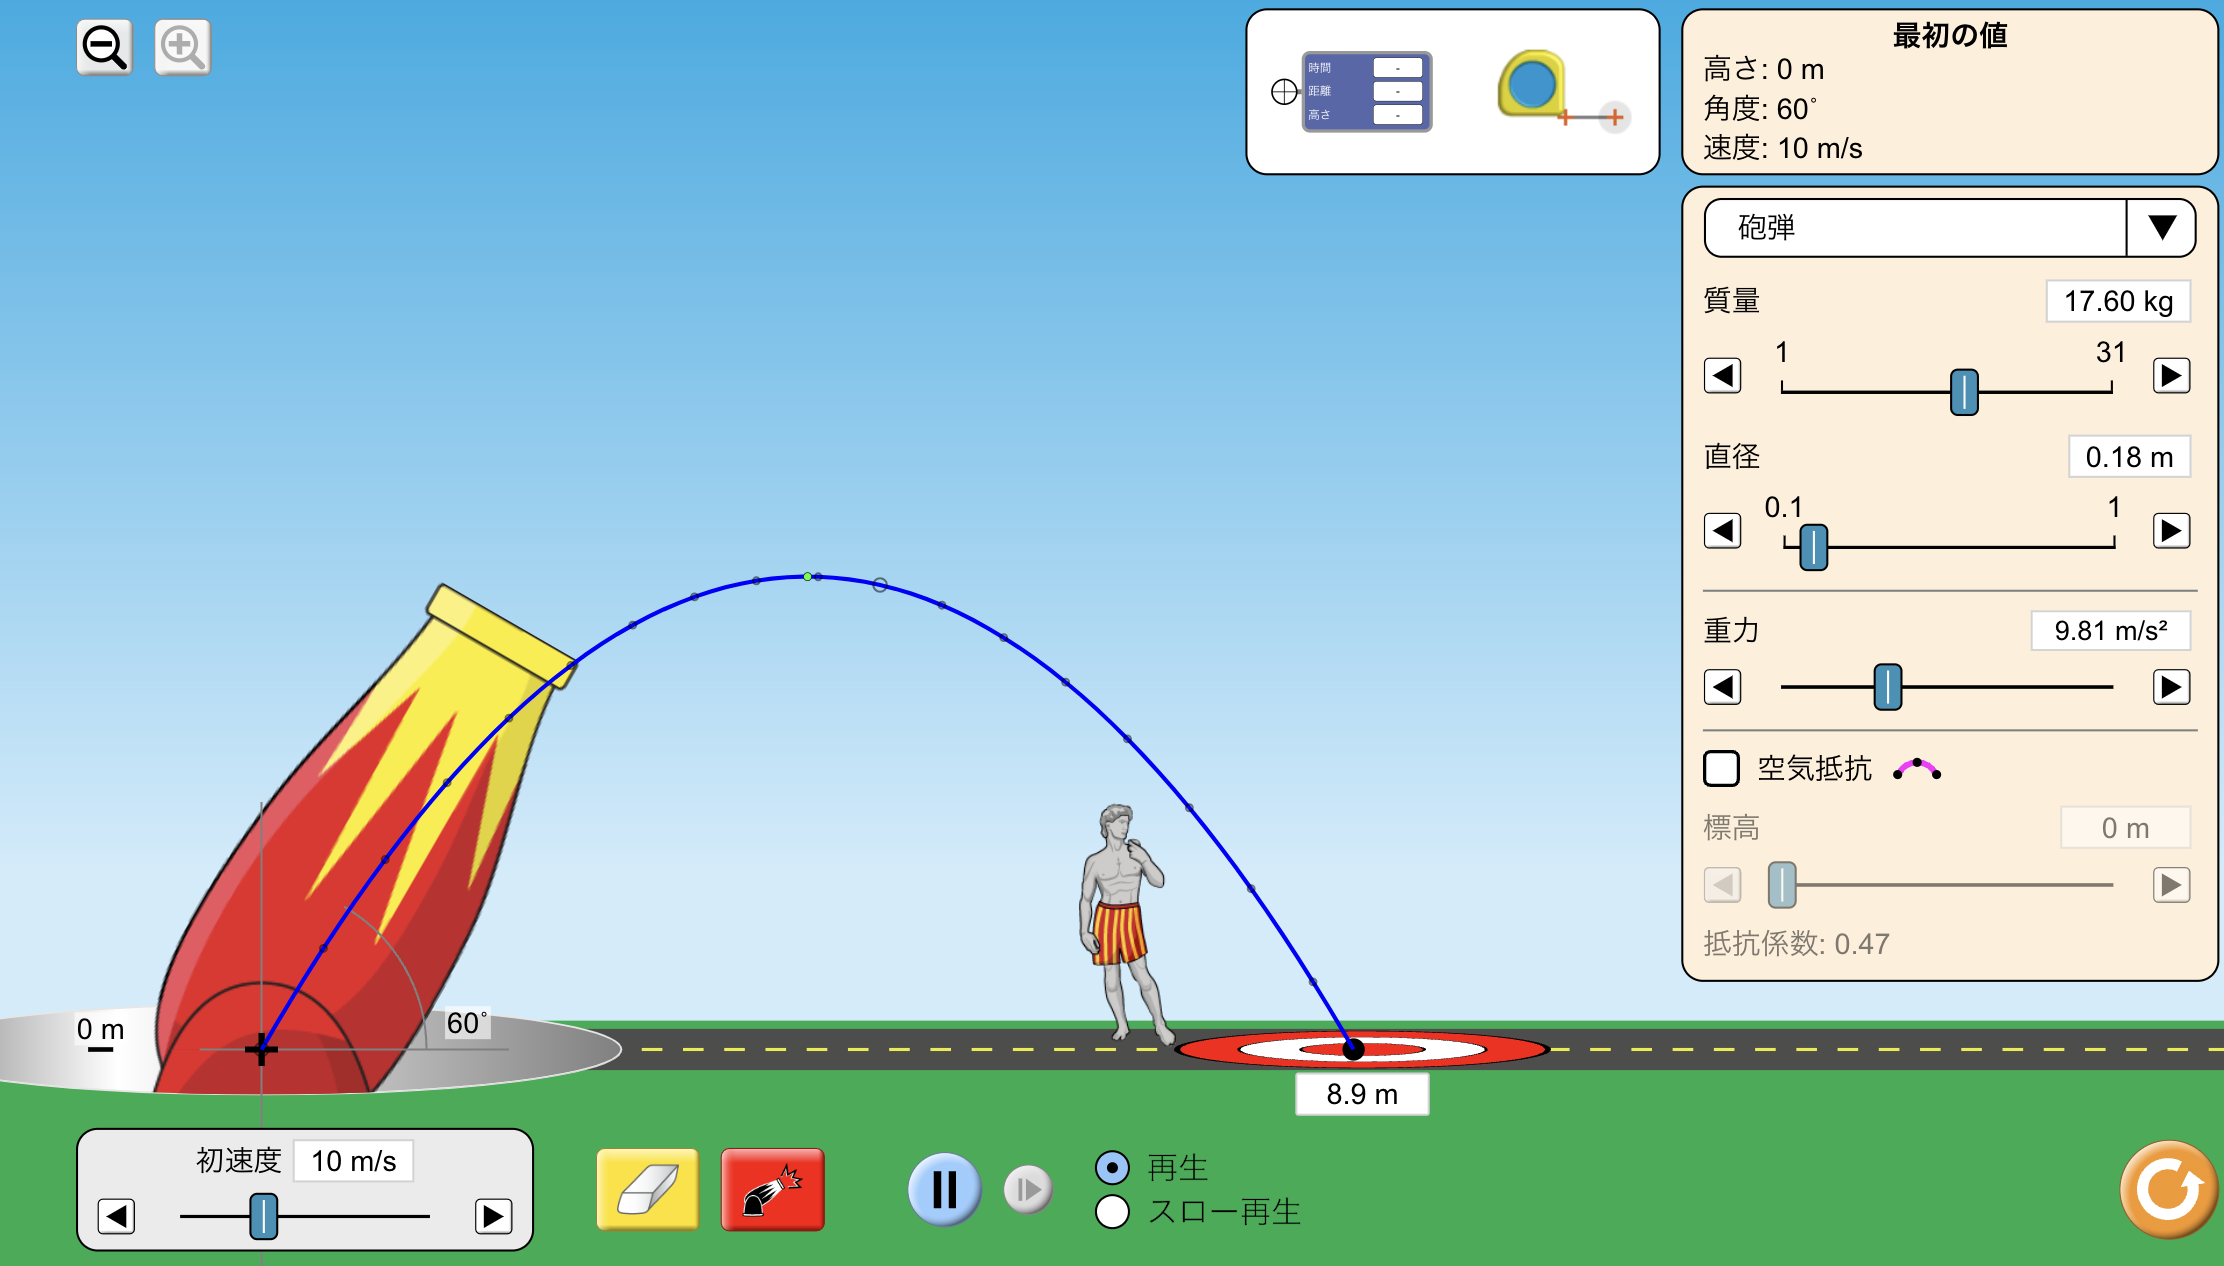 時間 -
距離 -
高さ -
最初の値
高さ: 0 m
角度: 60°
速度: 10 m/s
砲弾
質量 17.60 kg
1 31
直径 0.18 m
0.1 1
重力 9.81 m/s²
空気抵抗
標高 0 m
抵抗係数: 0.47
0 m
60°
8.9 m
初速度 10 m/s
再生
スロー再生